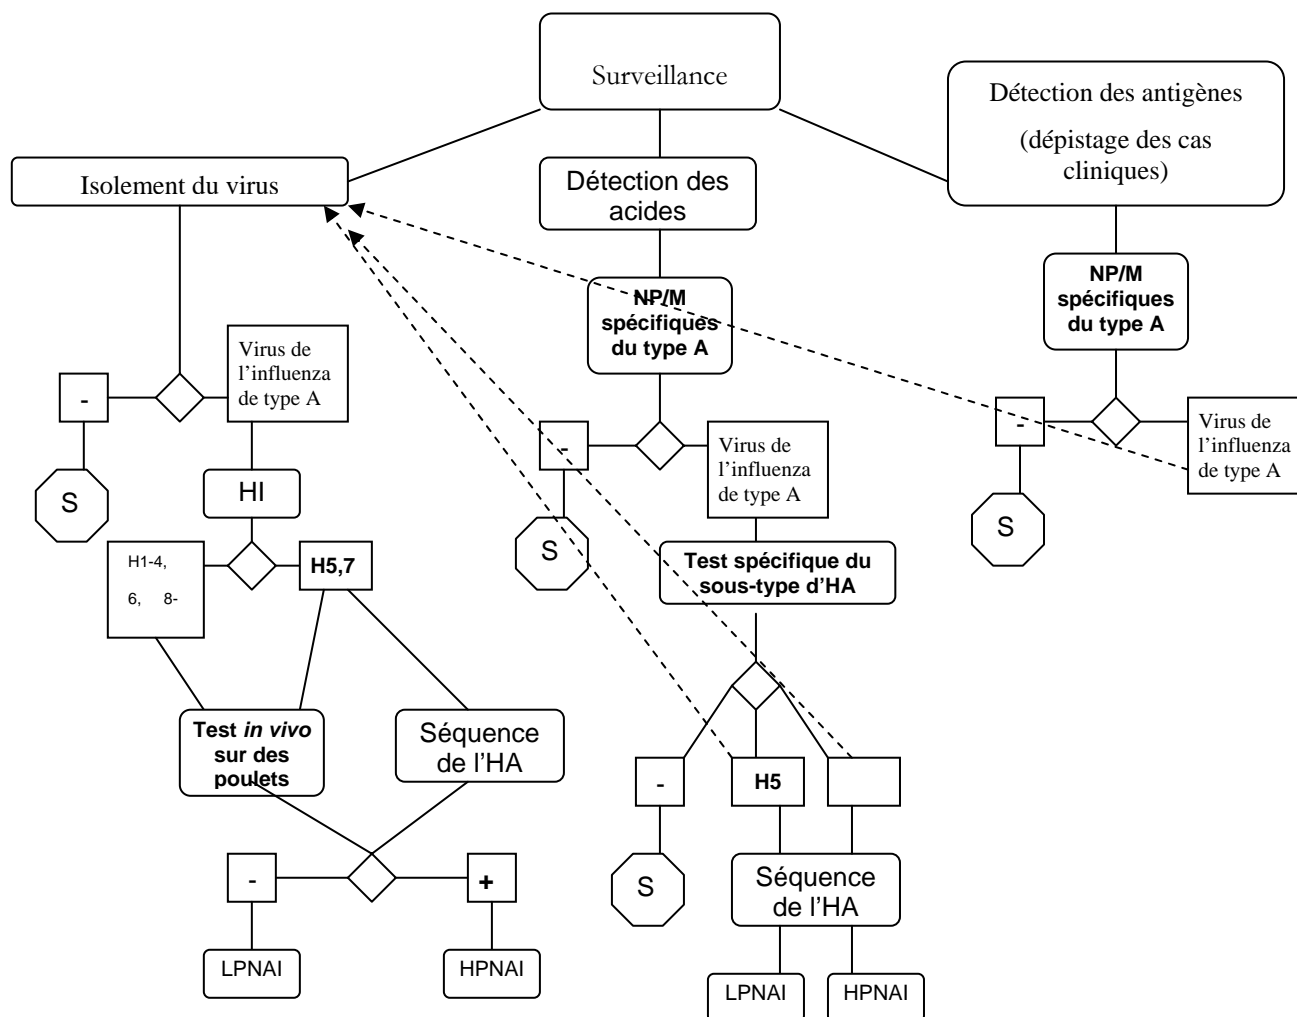 Surveillance
Détection des antigènes
(dépistage des cas
cliniques)
Isolement du virus
Détection des
acides
NP/M
spécifiques
du type A
NP/M
spécifiques
du type A
Virus de
l'influenza
de type A
-
S
HI
H1-4,
6, 8-
H5,7
Test in vivo
sur des
poulets
Séquence
de l'HA
-
+
LPNAI
HPNAI
-
Virus de
l'influenza
de type A
S
Test spécifique du
sous-type d'HA
-
H5
S
Séquence
de l'HA
LPNAI
HPNAI
-
Virus de
l'influenza
de type A
S